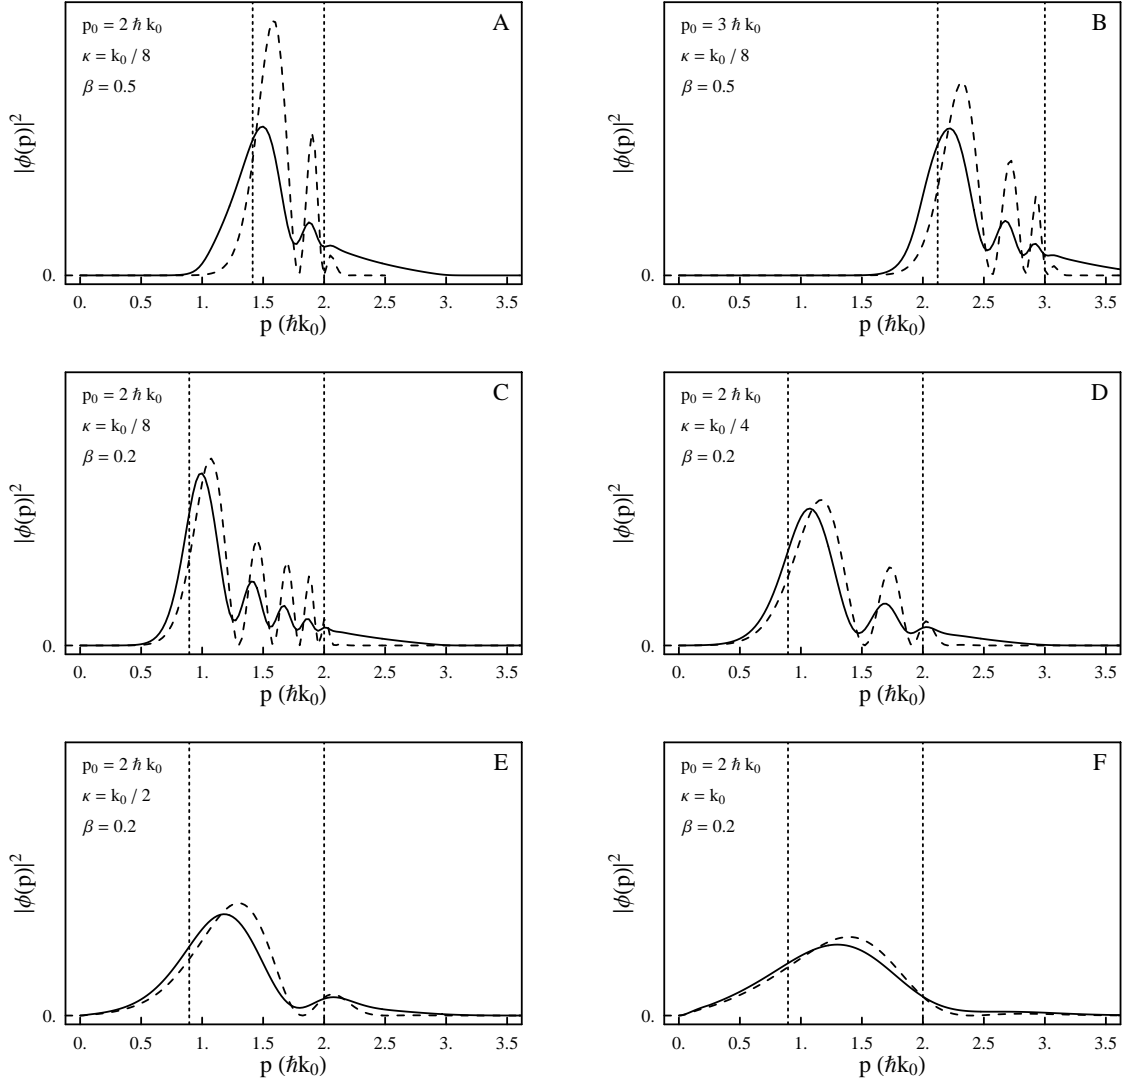 p₀ = 2 ℏ k₀
κ = k₀ / 8
β = 0.5
A
|ϕ(p)|²
0.
0. 0.5 1. 1.5 2. 2.5 3. 3.5
p (ℏk₀)
p₀ = 3 ℏ k₀
κ = k₀ / 8
β = 0.5
B
|ϕ(p)|²
0.
0. 0.5 1. 1.5 2. 2.5 3. 3.5
p (ℏk₀)
p₀ = 2 ℏ k₀
κ = k₀ / 8
β = 0.2
C
|ϕ(p)|²
0.
0. 0.5 1. 1.5 2. 2.5 3. 3.5
p (ℏk₀)
p₀ = 2 ℏ k₀
κ = k₀ / 4
β = 0.2
D
|ϕ(p)|²
0.
0. 0.5 1. 1.5 2. 2.5 3. 3.5
p (ℏk₀)
p₀ = 2 ℏ k₀
κ = k₀ / 2
β = 0.2
E
|ϕ(p)|²
0.
0. 0.5 1. 1.5 2. 2.5 3. 3.5
p (ℏk₀)
p₀ = 2 ℏ k₀
κ = k₀
β = 0.2
F
|ϕ(p)|²
0.
0. 0.5 1. 1.5 2. 2.5 3. 3.5
p (ℏk₀)